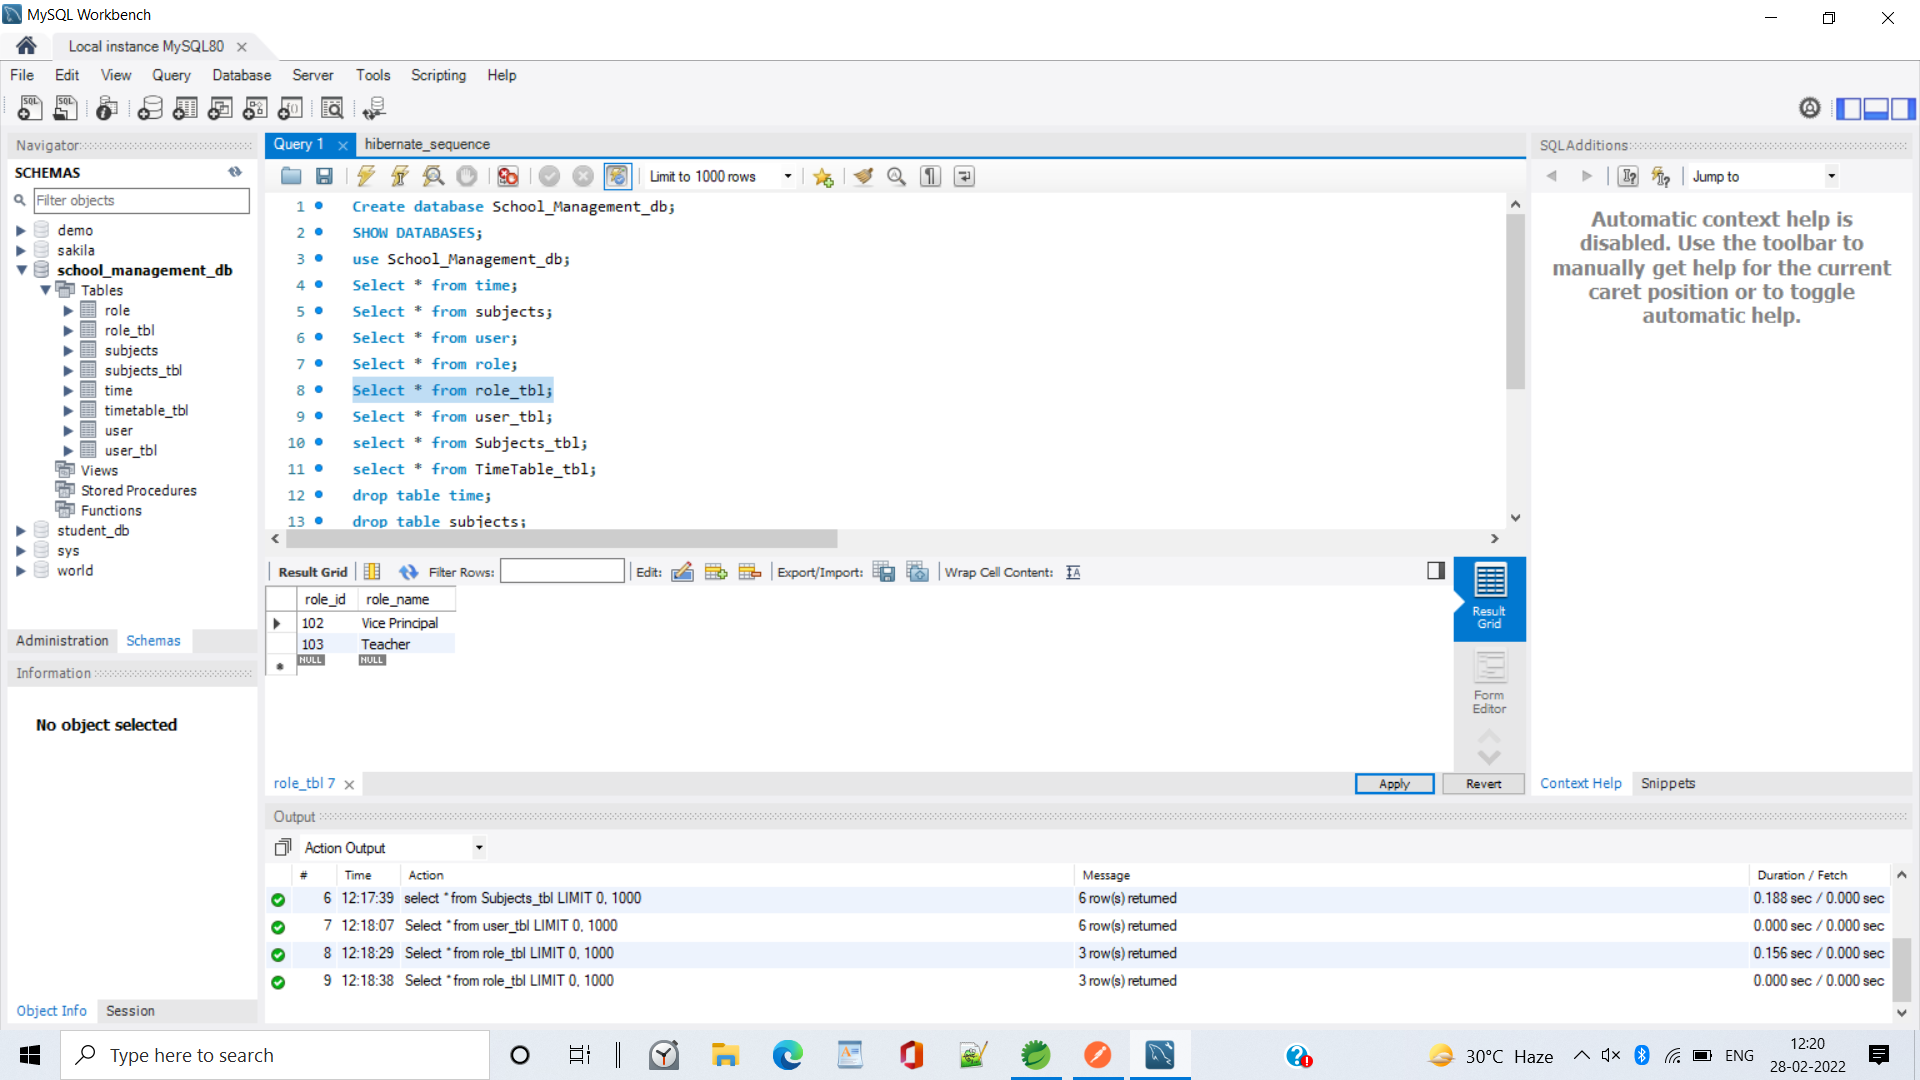 MySQL Workbench
Local instance MySQL80
File Edit View Query Database Server Tools Scripting Help
Navigator
SCHEMAS
Filter objects
demo
sakila
school_management_db
Tables
role
role_tbl
subjects
subjects_tbl
time
timetable_tbl
user
user_tbl
Views
Stored Procedures
Functions
student_db
sys
world
Administration Schemas
Information
No object selected
Object Info Session
Query 1 hibernate_sequence
Limit to 1000 rows
1 Create database School_Management_db;
2 SHOW DATABASES;
3 use School_Management_db;
4 Select * from time;
5 Select * from subjects;
6 Select * from user;
7 Select * from role;
8 Select * from role_tbl;
9 Select * from user_tbl;
10 select * from Subjects_tbl;
11 select * from TimeTable_tbl;
12 drop table time;
13 drop table subjects;
Result Grid Filter Rows: Edit: Export/Import: Wrap Cell Content:
role_id role_name
102 Vice Principal
103 Teacher
NULL NULL
Result
Grid
Form
Editor
role_tbl 7
Apply Revert
SQLAdditions
Jump to
Automatic context help is
disabled. Use the toolbar to
manually get help for the current
caret position or to toggle
automatic help.
Context Help Snippets
Output
Action Output
# Time Action Message Duration / Fetch
6 12:17:39 select * from Subjects_tbl LIMIT 0, 1000 6 row(s) returned 0.188 sec / 0.000 sec
7 12:18:07 Select * from user_tbl LIMIT 0, 1000 6 row(s) returned 0.000 sec / 0.000 sec
8 12:18:29 Select * from role_tbl LIMIT 0, 1000 3 row(s) returned 0.156 sec / 0.000 sec
9 12:18:38 Select * from role_tbl LIMIT 0, 1000 3 row(s) returned 0.000 sec / 0.000 sec
Type here to search
30°C Haze
ENG
12:20
28-02-2022